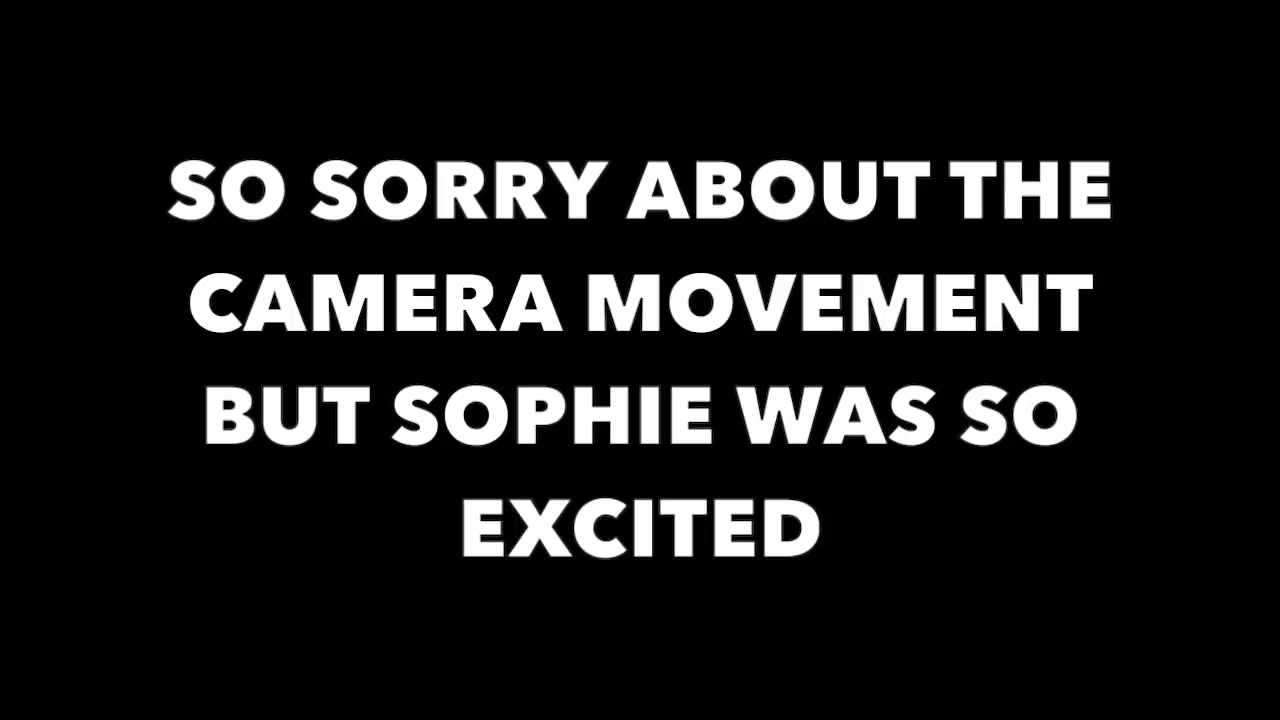 SO SORRY ABOUT THE
CAMERA MOVEMENT
BUT SOPHIE WAS SO
EXCITED